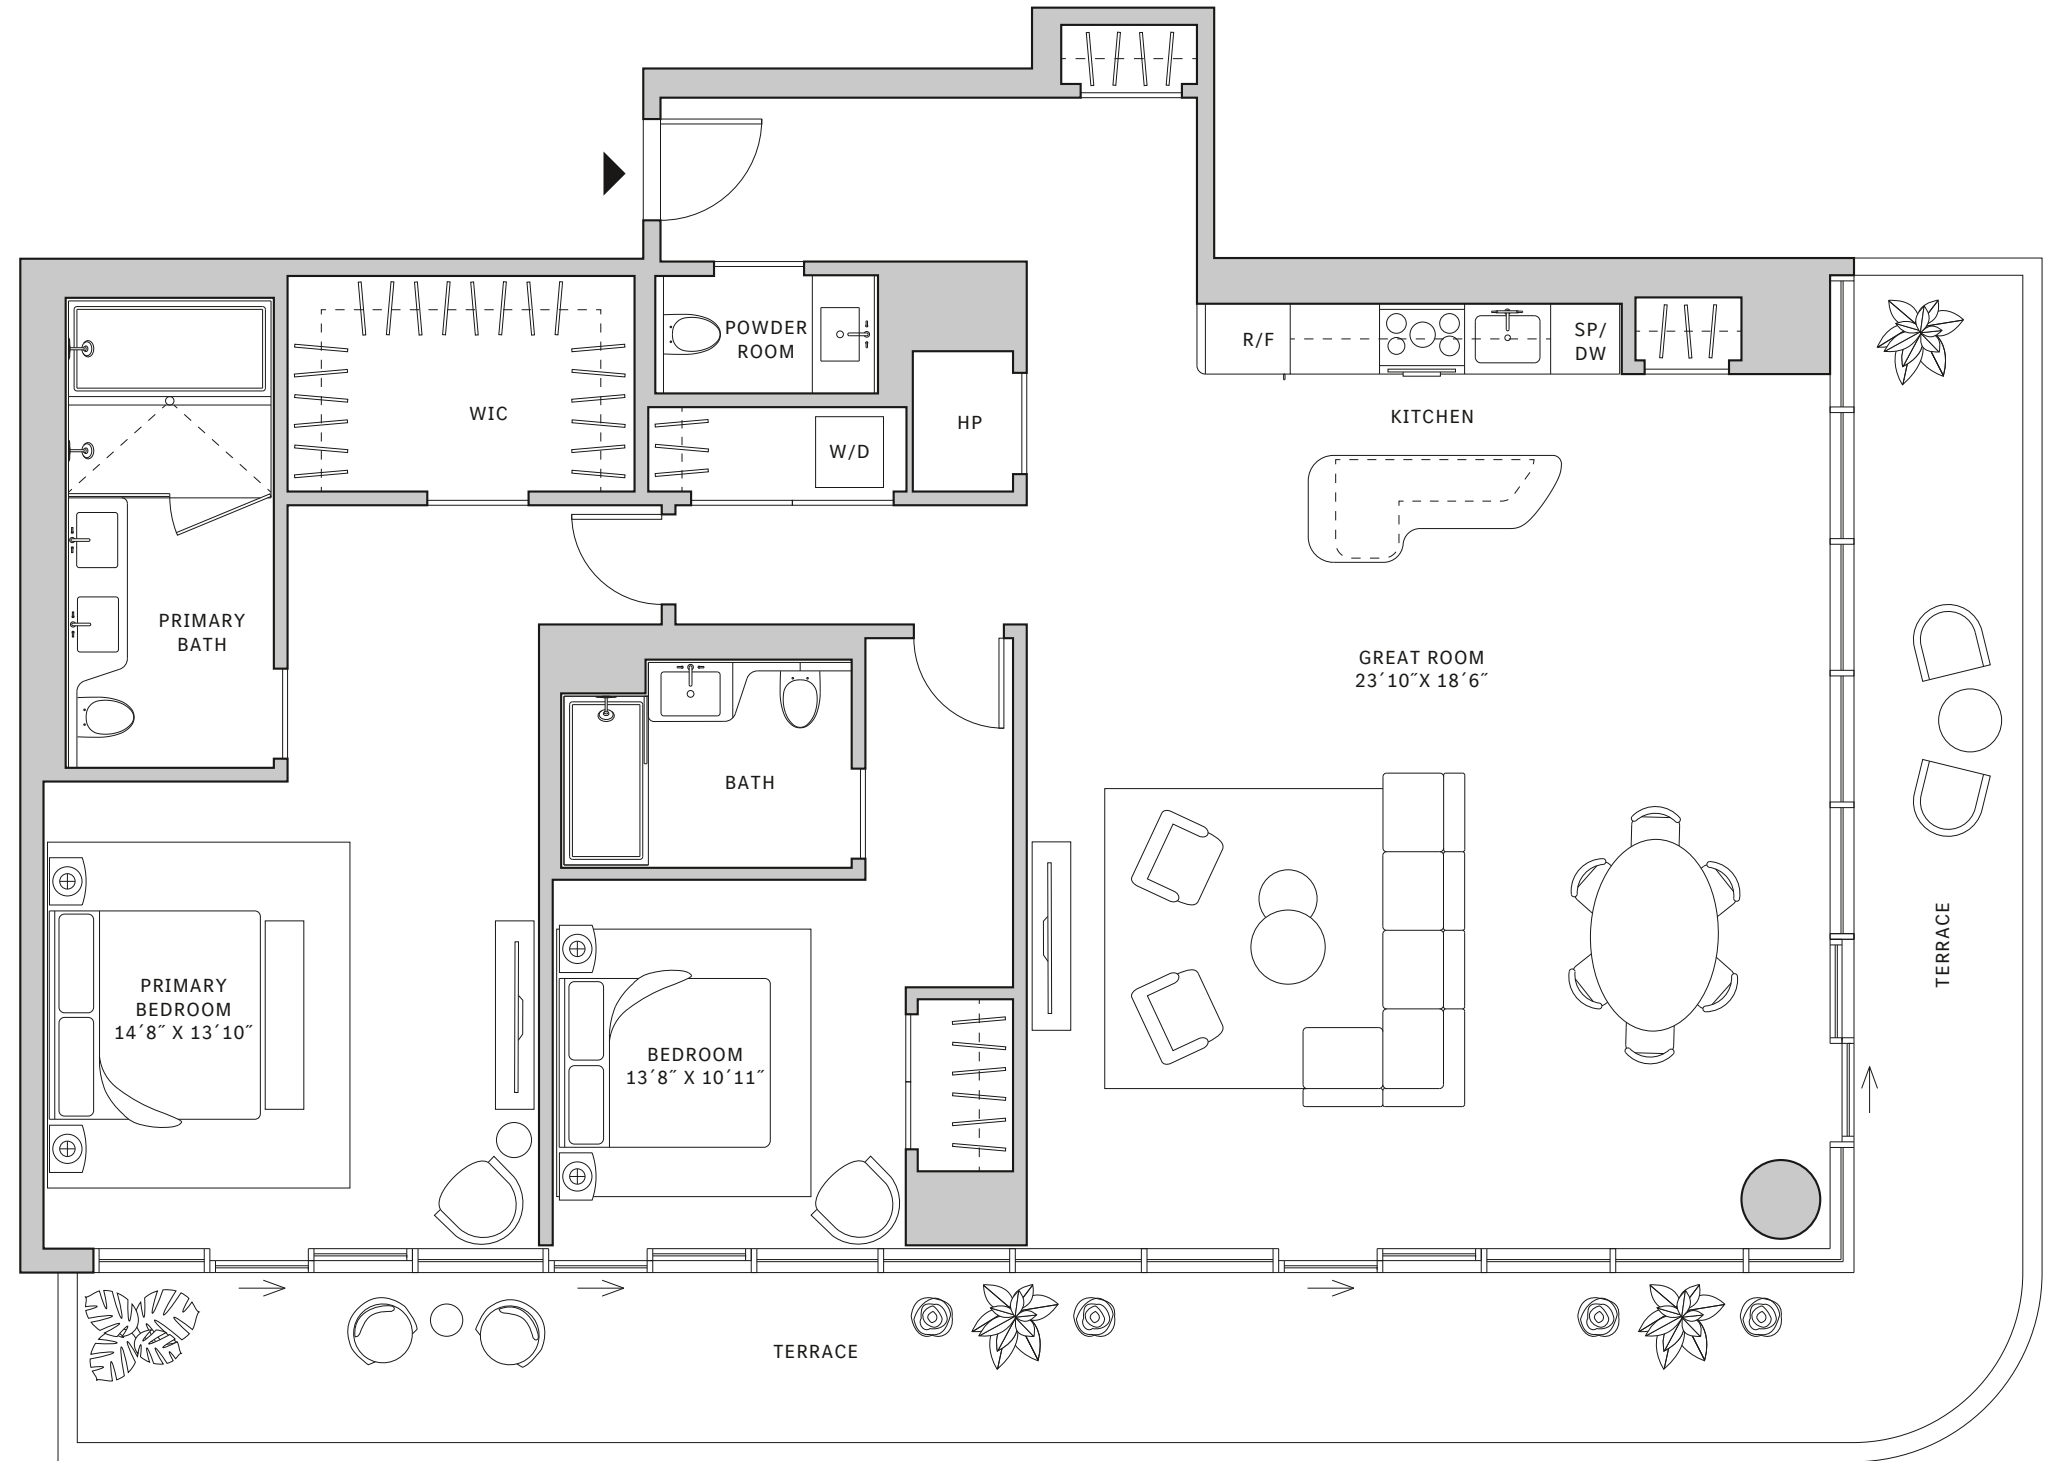 POWDER
ROOM
R/F
SP/
DW
WIC
KITCHEN
HP
W/D
PRIMARY
BATH
GREAT ROOM
23´10˝X 18´6˝
BATH
TERRACE
PRIMARY
BEDROOM
14´8˝ X 13´10˝
BEDROOM
13´8˝ X 10´11˝
TERRACE